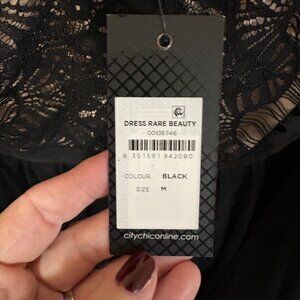 DRESS RARE BEAUTY
00136746
9 351591 942080
COLOUR BLACK
SIZE M
citychiconline.com